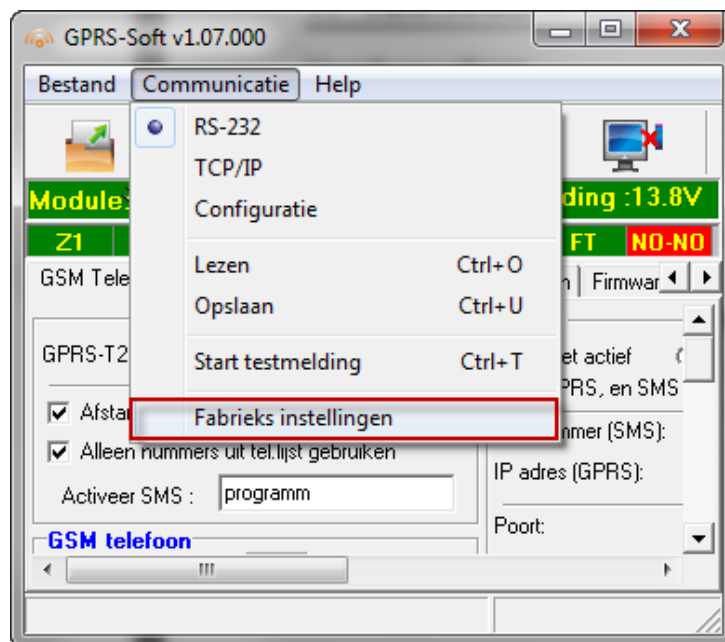 GPRS-Soft v1.07.000
Bestand Communicatie Help
RS-232
TCP/IP
Configuratie
Lezen Ctrl+O
Opslaan Ctrl+U
Start testmelding Ctrl+T
Fabrieks instellingen
Module: ding :13.8V
Z1 FT NO-NO
GSM Tele n Firmwar
GPRS-T2 et actief
PRS, en SMS
Afstan mmer (SMS):
Alleen nummers uit tel.lijst gebruiken
IP adres (GPRS):
Activeer SMS : programm
Poort:
GSM telefoon